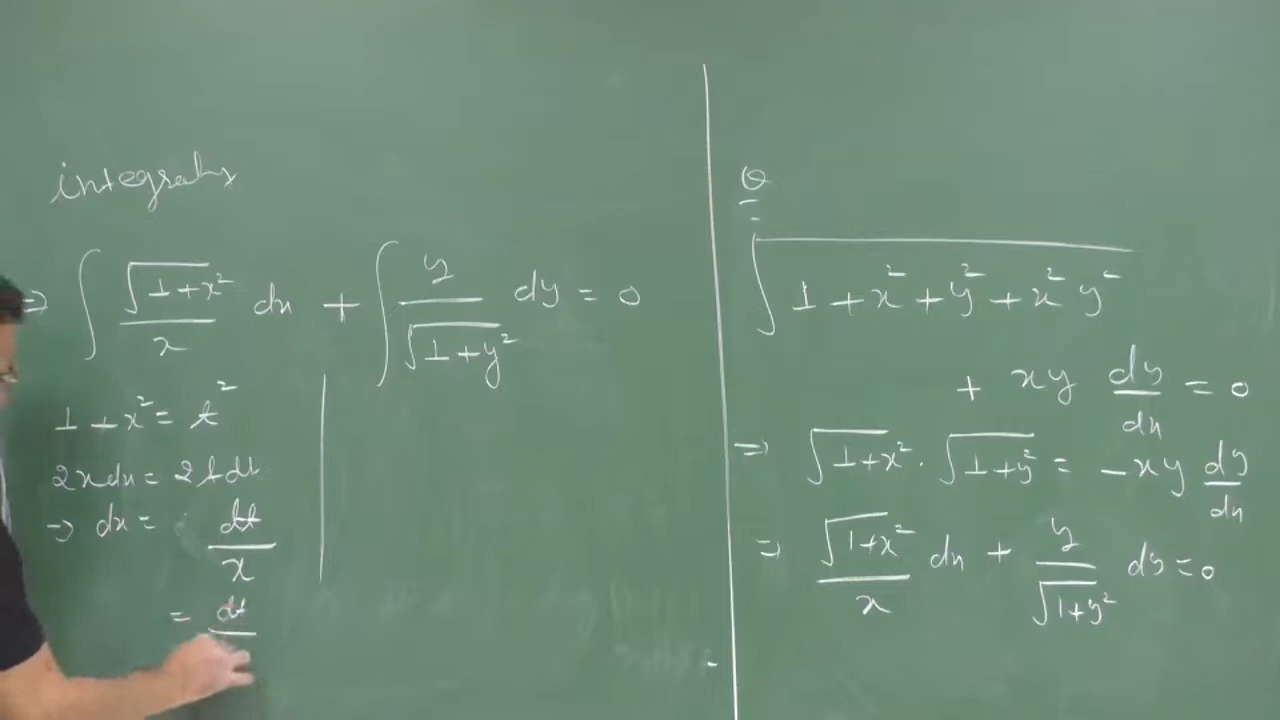 integrals
⇒ ∫ √(1+x²)/x dx + ∫ y/√(1+y²) dy = 0
1 + x² = t²
2x dx = 2t dt
→ dx = dt/x
= dt
Q
√(1 + x² + y² + x² y²)
+ xy dy/dx = 0
⇒ √(1+x²) . √(1+y²) = -xy dy/dx
⇒ √(1+x²)/x dx + y/√(1+y²) dy = 0